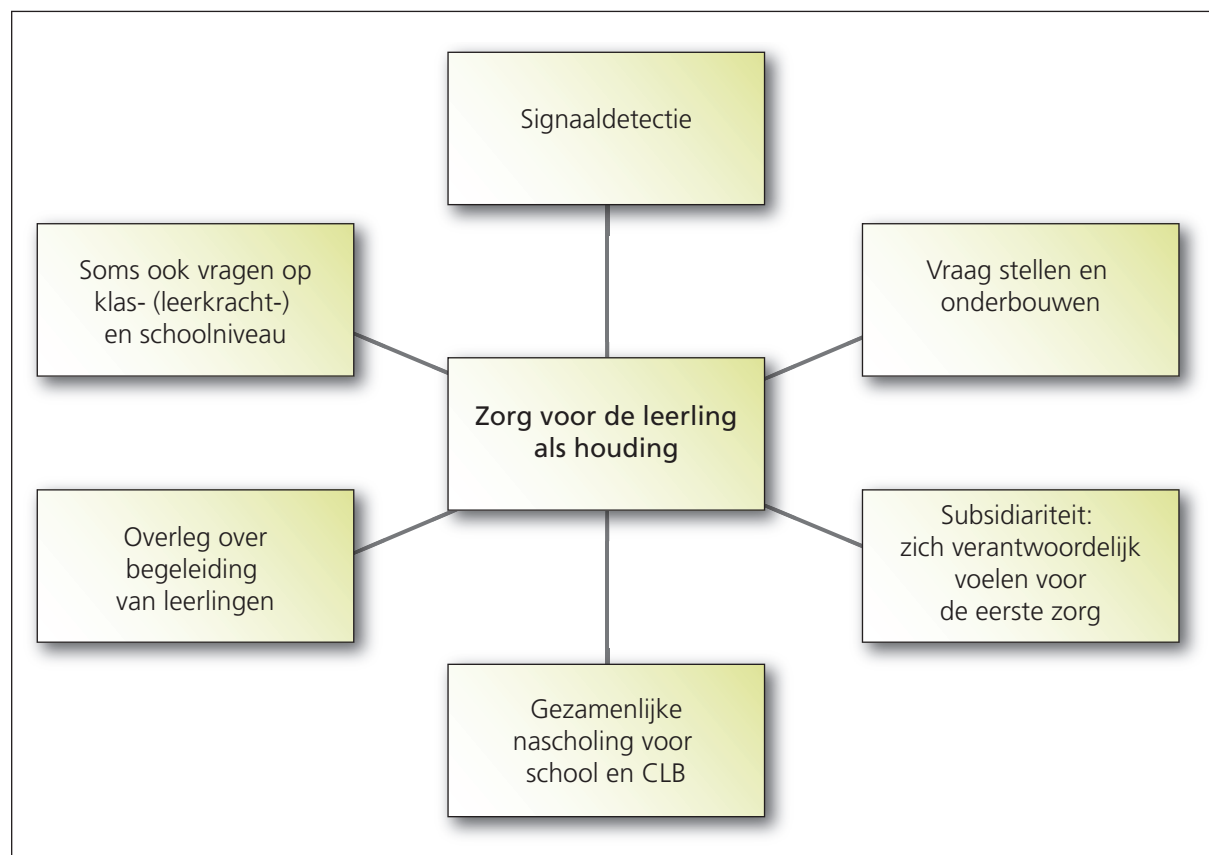 Signaaldetectie
Soms ook vragen op
klas- (leerkracht-)
en schoolniveau
Vraag stellen en
onderbouwen
Zorg voor de leerling
als houding
Overleg over
begeleiding
van leerlingen
Subsidiariteit:
zich verantwoordelijk
voelen voor
de eerste zorg
Gezamenlijke
nascholing voor
school en CLB